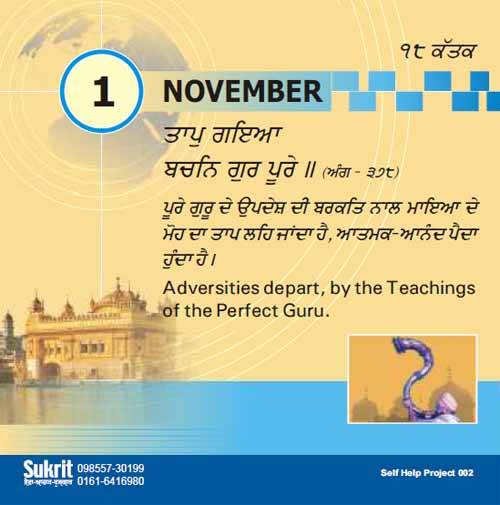 ੧੮ ਕੱਤਕ
1 NOVEMBER
ਤਾਪੁ ਗਇਆ
ਬਚਨਿ ਗੁਰ ਪੂਰੇ ॥ (ਅੰਗ - ੩੭੮)
ਪੂਰੇ ਗੁਰੂ ਦੇ ਉਪਦੇਸ਼ ਦੀ ਬਰਕਤਿ ਨਾਲ ਮਾਇਆ ਦੇ
ਮੋਹ ਦਾ ਤਾਪ ਲਹਿ ਜਾਂਦਾ ਹੈ, ਆਤਮਕ-ਆਨੰਦ ਪੈਦਾ
ਹੁੰਦਾ ਹੈ।
Adversities depart, by the Teachings
of the Perfect Guru.
Sukrit 098557-30199
0161-6416980
Self Help Project 002